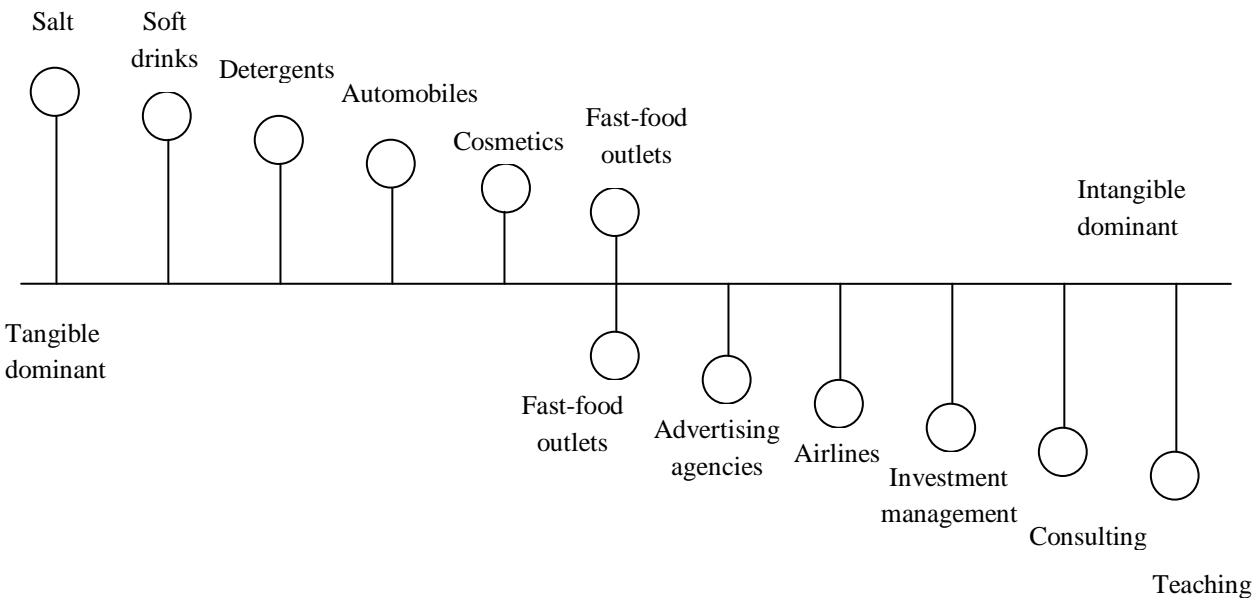 Salt
Soft
drinks
Detergents
Automobiles
Cosmetics
Fast-food
outlets
Intangible
dominant
Tangible
dominant
Fast-food
outlets
Advertising
agencies
Airlines
Investment
management
Consulting
Teaching